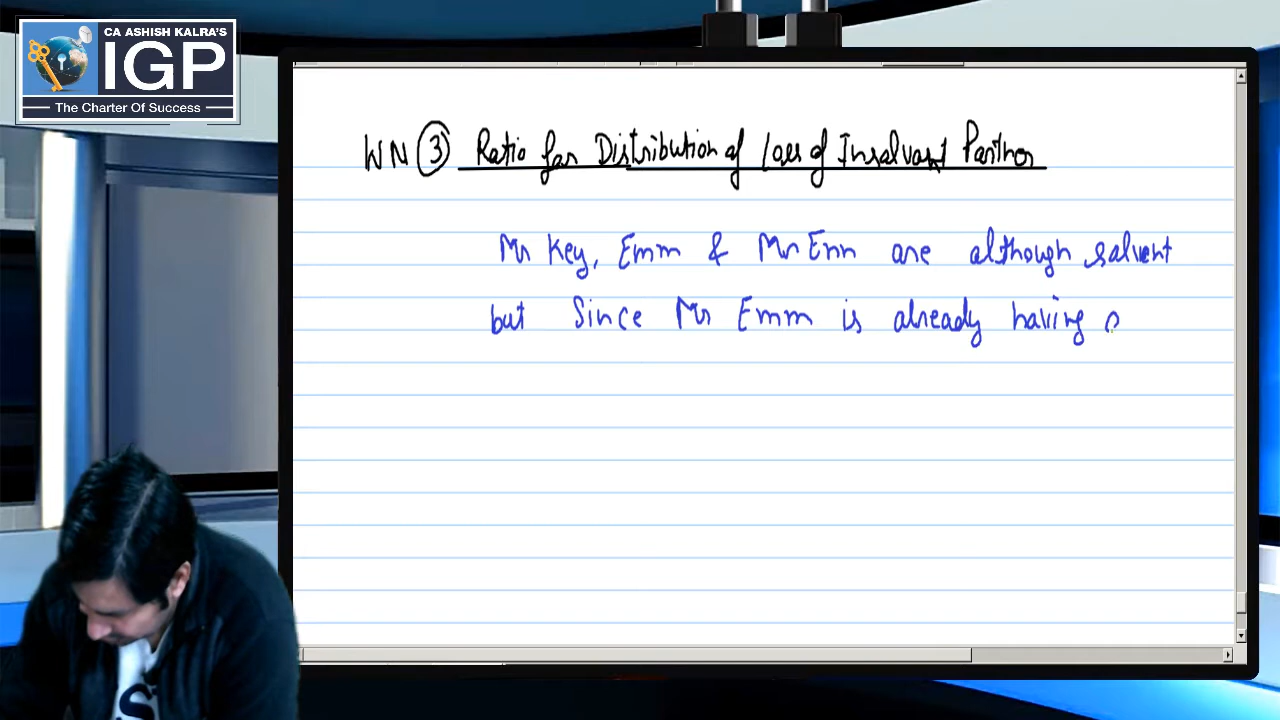 CA ASHISH KALRA'S
IGP
The Charter Of Success
WN ③ Ratio for Distribution of Loss of Insolvent Partner
Mr Key, Emm & Mr Enn are although solvent
but Since Mr Emm is already having
S